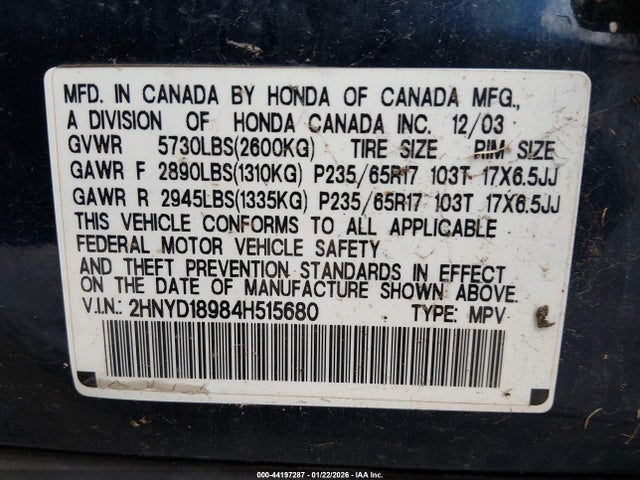 MFD. IN CANADA BY HONDA OF CANADA MFG.,
A DIVISION OF HONDA CANADA INC. 12/03
GVWR 5730LBS(2600KG) TIRE SIZE RIM SIZE
GAWR F 2890LBS(1310KG) P235/65R17 103T 17X6.5JJ
GAWR R 2945LBS(1335KG) P235/65R17 103T 17X6.5JJ
THIS VEHICLE CONFORMS TO ALL APPLICABLE
FEDERAL MOTOR VEHICLE SAFETY
AND THEFT PREVENTION STANDARDS IN EFFECT
ON THE DATE OF MANUFACTURE SHOWN ABOVE.
V.I.N.: 2HNYD18984H515680 TYPE: MPV
000-44197287 - 01/22/2026 - IAA Inc.